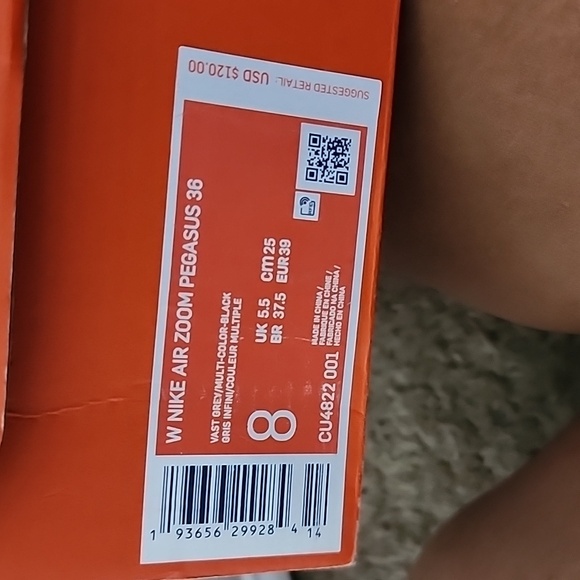 SUGGESTED RETAIL: USD $120.00
W NIKE AIR ZOOM PEGASUS 36
VAST GREY/MULTI-COLOR-BLACK
GRIS INFINI/COULEUR MULTIPLE
8
UK 5.5 cm 25
BR 37.5 EUR 39
CU4822 001
MADE IN CHINA /
FABRIQUÉ EN CHINE /
FABRICADO NA CHINA /
HECHO EN CHINA
1 93656 29928 4 14